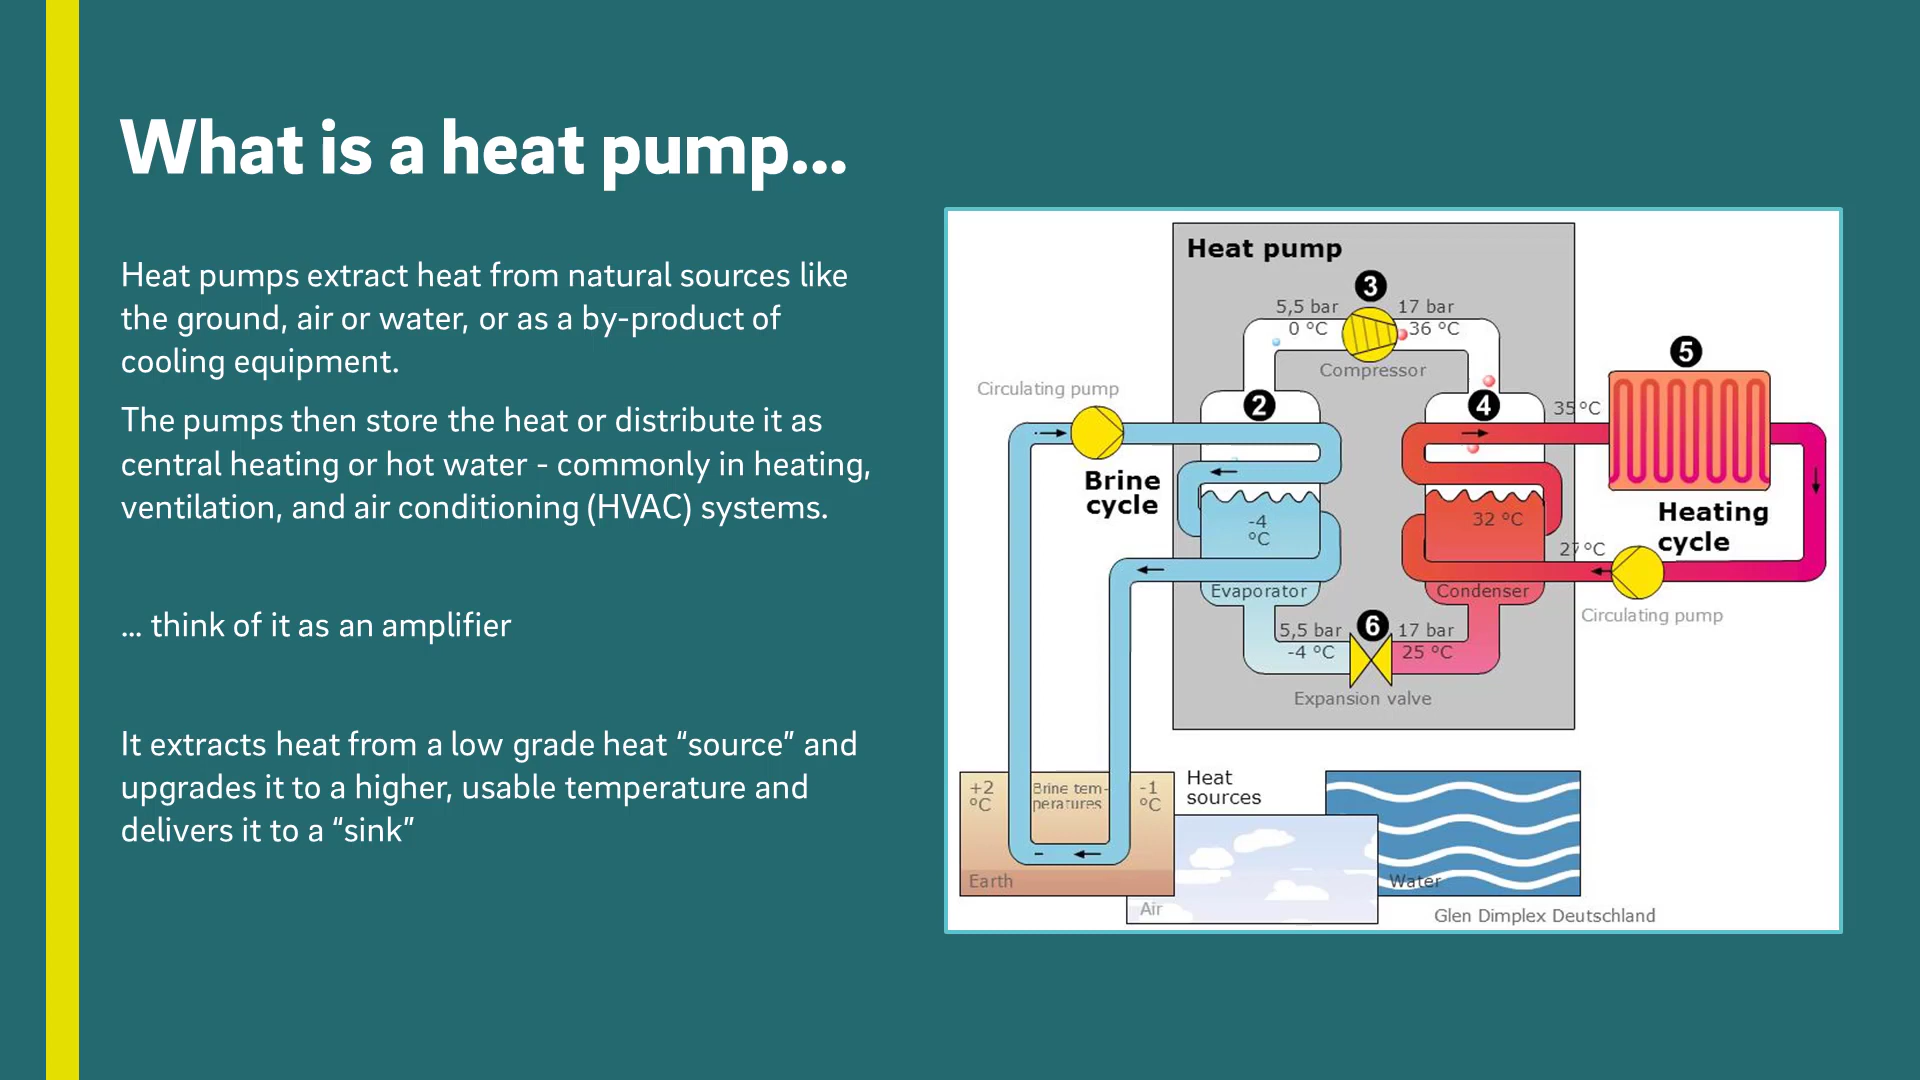 What is a heat pump...
Heat pumps extract heat from natural sources like
the ground, air or water, or as a by-product of
cooling equipment.
The pumps then store the heat or distribute it as
central heating or hot water - commonly in heating,
ventilation, and air conditioning (HVAC) systems.
... think of it as an amplifier
It extracts heat from a low grade heat “source” and
upgrades it to a higher, usable temperature and
delivers it to a “sink”
Heat pump
3
5,5 bar
17 bar
0 °C
36 °C
Compressor
5
Circulating pump
2
4
35 °C
Brine
cycle
-4
°C
32 °C
Heating
cycle
27 °C
Evaporator
Condenser
Circulating pump
6
5,5 bar
17 bar
-4 °C
25 °C
Expansion valve
+2
°C
Brine tem-
peratures
-1
°C
Heat
sources
Earth
Air
Water
Glen Dimplex Deutschland